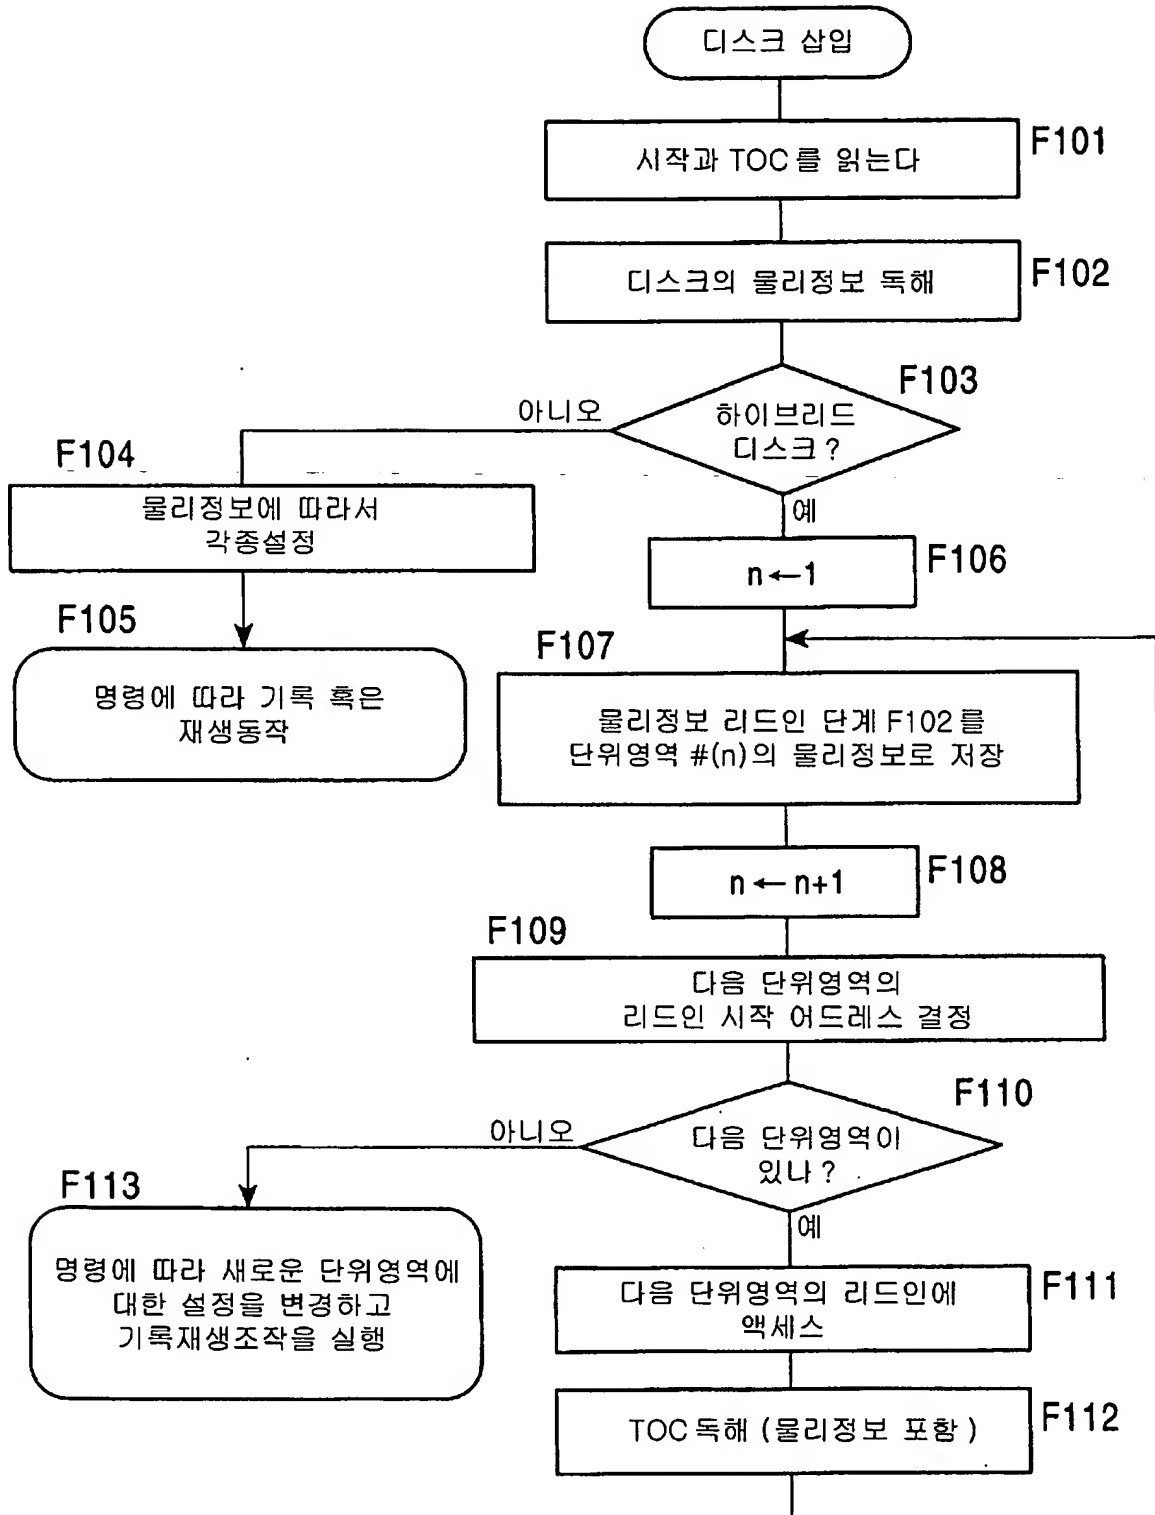 디스크 삽입
F101
시작과 TOC를 읽는다
F102
디스크의 물리정보 독해
F103
하이브리드
디스크?
아니오
예
F104
물리정보에 따라서
각종설정
F105
명령에 따라 기록 혹은
재생동작
F106
n←1
F107
물리정보 리드인 단계 F102를
단위영역 #(n)의 물리정보로 저장
F108
n←n+1
F109
다음 단위영역의
리드인 시작 어드레스 결정
F110
다음 단위영역이
있나?
아니오
예
F113
명령에 따라 새로운 단위영역에
대한 설정을 변경하고
기록재생조작을 실행
F111
다음 단위영역의 리드인에
액세스
F112
TOC독해 (물리정보 포함)